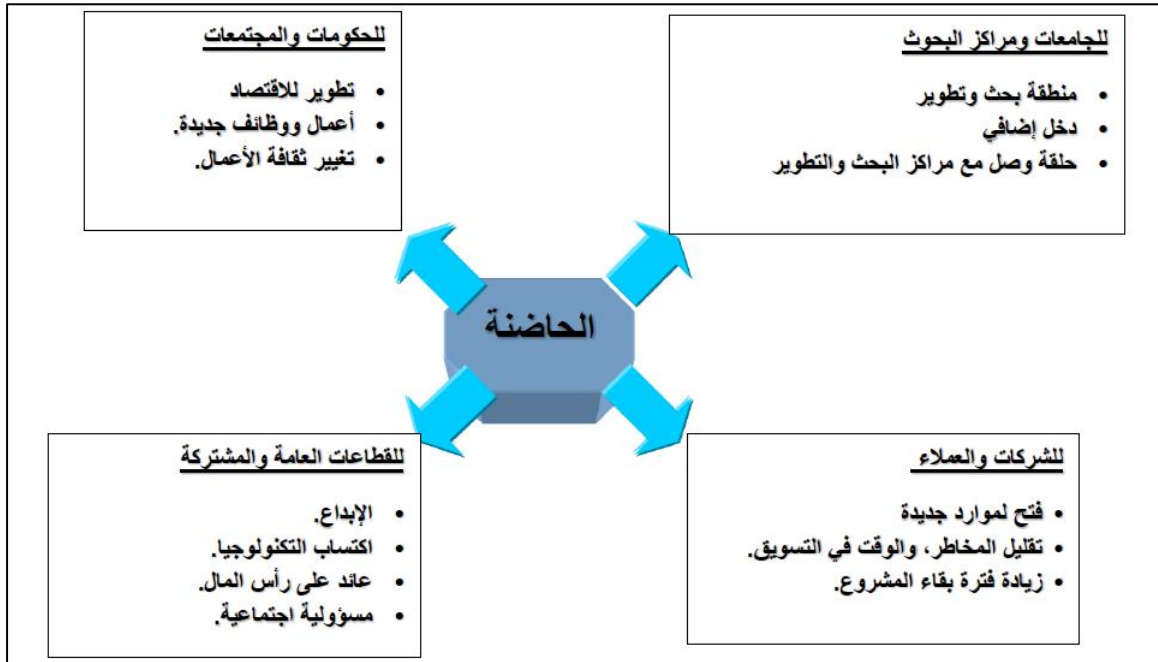 للجامعات ومراكز البحوث
• منطقة بحث وتطوير
• دخل إضافي
• حلقة وصل مع مراكز البحث والتطوير
للحكومات والمجتمعات
• تطوير للاقتصاد
• أعمال ووظائف جديدة.
• تغيير ثقافة الأعمال.
الحاضنة
للشركات والعملاء
• فتح لموارد جديدة
• تقليل المخاطر، والوقت في التسويق.
• زيادة فترة بقاء المشروع.
للقطاعات العامة والمشتركة
• الإبداع.
• اكتساب التكنولوجيا.
• عائد على رأس المال.
• مسؤولية اجتماعية.